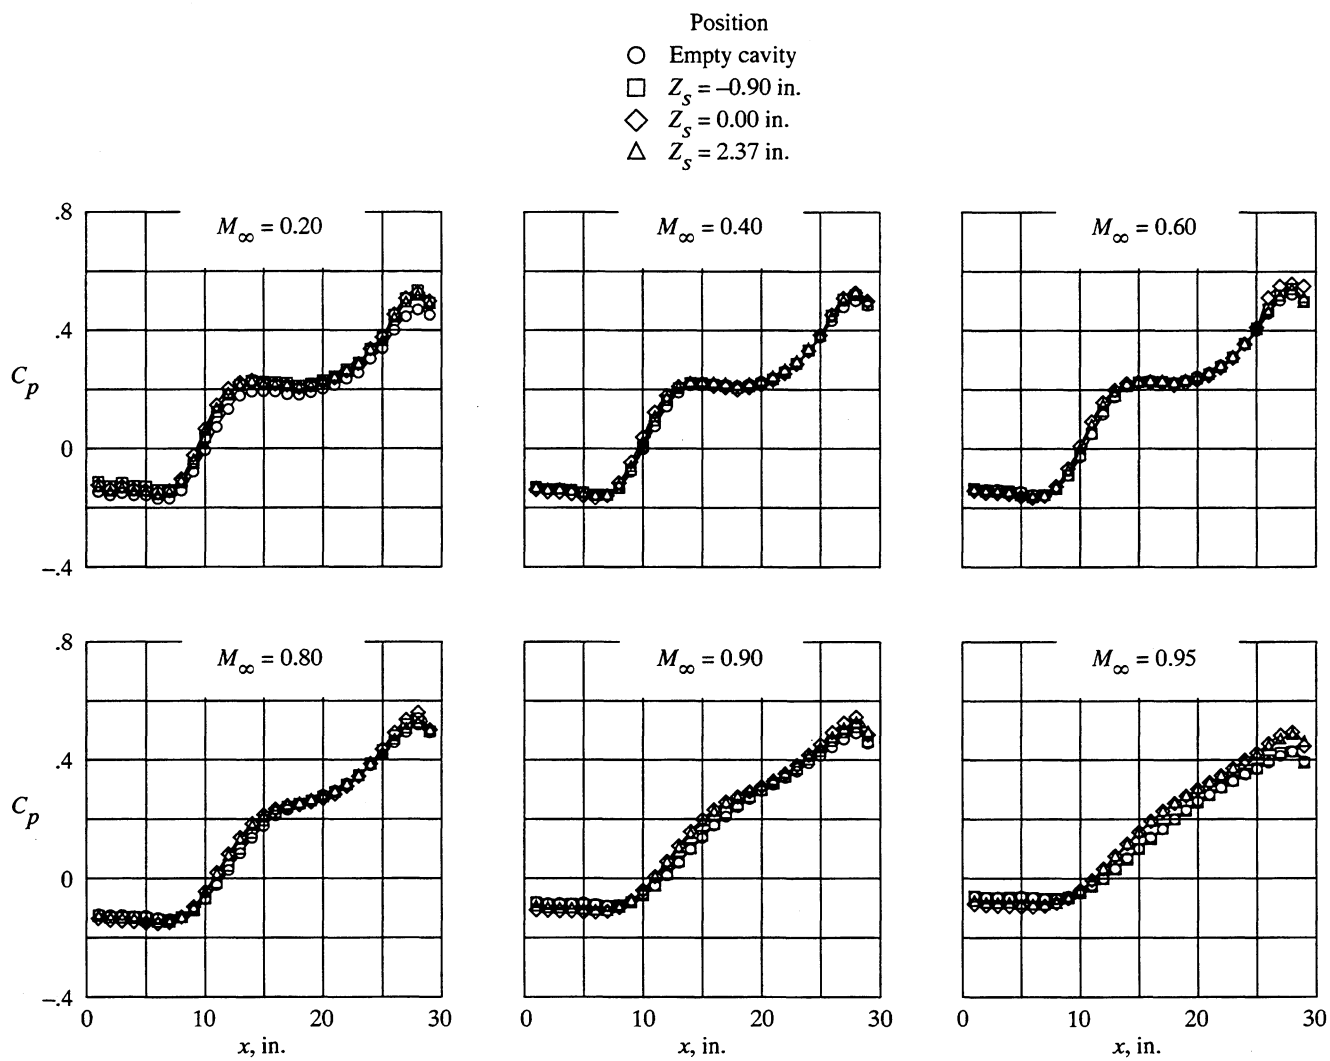 Position
Empty cavity
Z_s = –0.90 in.
Z_s = 0.00 in.
Z_s = 2.37 in.
M_∞ = 0.20
M_∞ = 0.40
M_∞ = 0.60
.8
.4
C_p
0
–.4
M_∞ = 0.80
M_∞ = 0.90
M_∞ = 0.95
.8
.4
C_p
0
–.4
0 10 20 30
0 10 20 30
0 10 20 30
x, in.
x, in.
x, in.